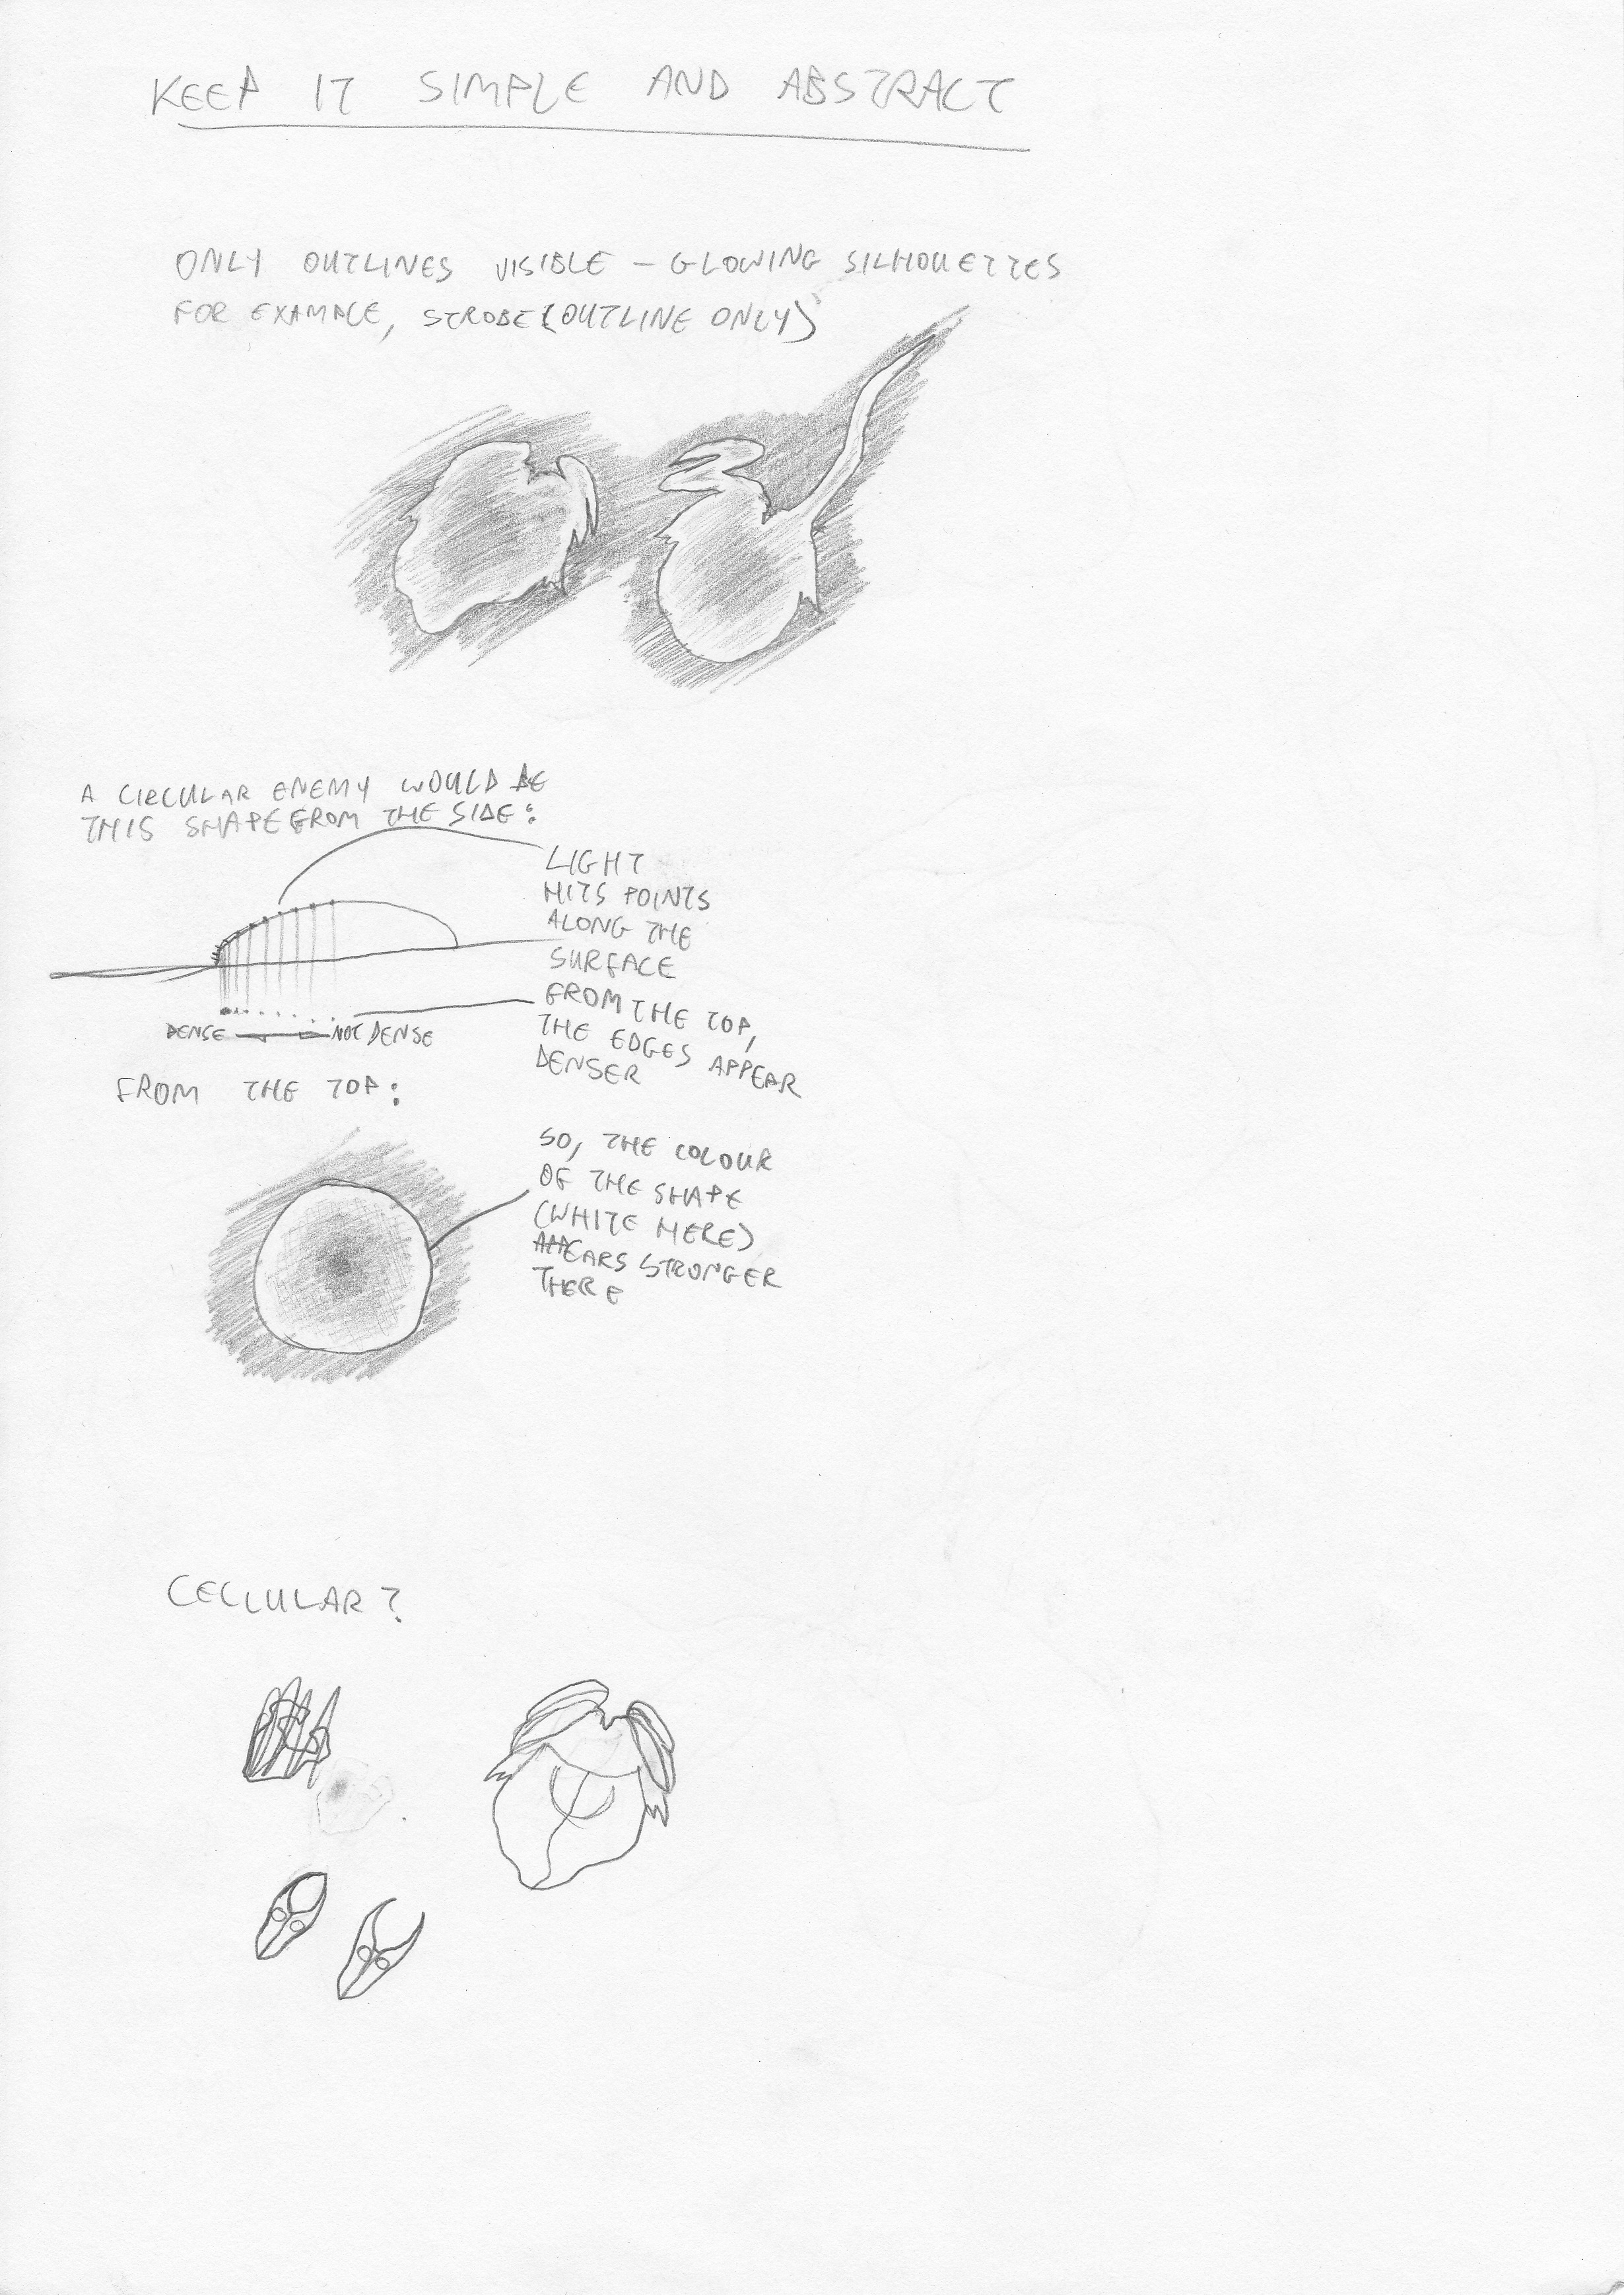 KEEP IT SIMPLE AND ABSTRACT
ONLY OUTLINES VISIBLE – GLOWING SILHOUETTES
FOR EXAMPLE, STROBE (OUTLINE ONLY)
A CIRCULAR ENEMY WOULD BE
THIS SHAPE FROM THE SIDE:
LIGHT
HITS POINTS
ALONG THE
SURFACE
FROM THE TOP,
THE EDGES APPEAR
DENSER
DENSE NOT DENSE
FROM THE TOP:
SO, THE COLOUR
OF THE SHAPE
(WHITE HERE)
APPEARS STRONGER
THERE
CELLULAR?